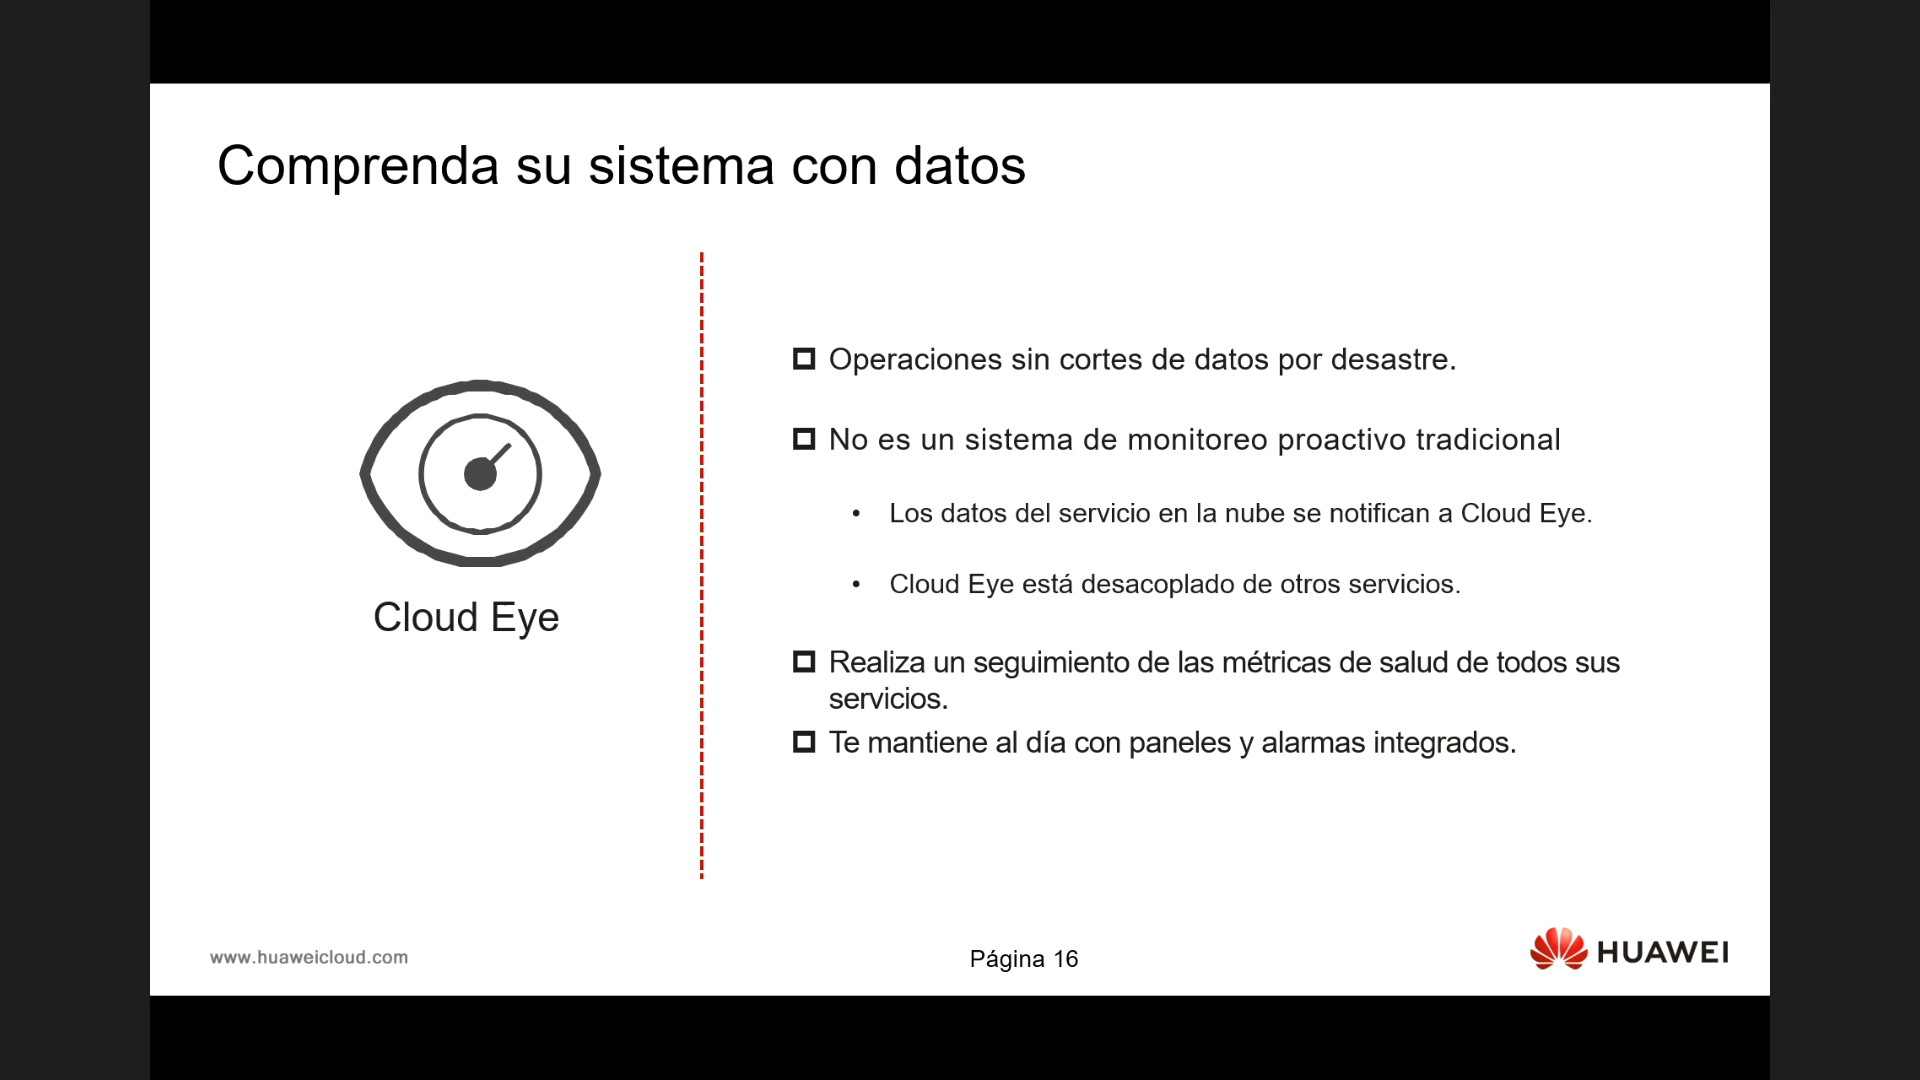 Comprenda su sistema con datos
Cloud Eye
Operaciones sin cortes de datos por desastre.
No es un sistema de monitoreo proactivo tradicional
• Los datos del servicio en la nube se notifican a Cloud Eye.
• Cloud Eye está desacoplado de otros servicios.
Realiza un seguimiento de las métricas de salud de todos sus
servicios.
Te mantiene al día con paneles y alarmas integrados.
www.huaweicloud.com
Página 16
HUAWEI